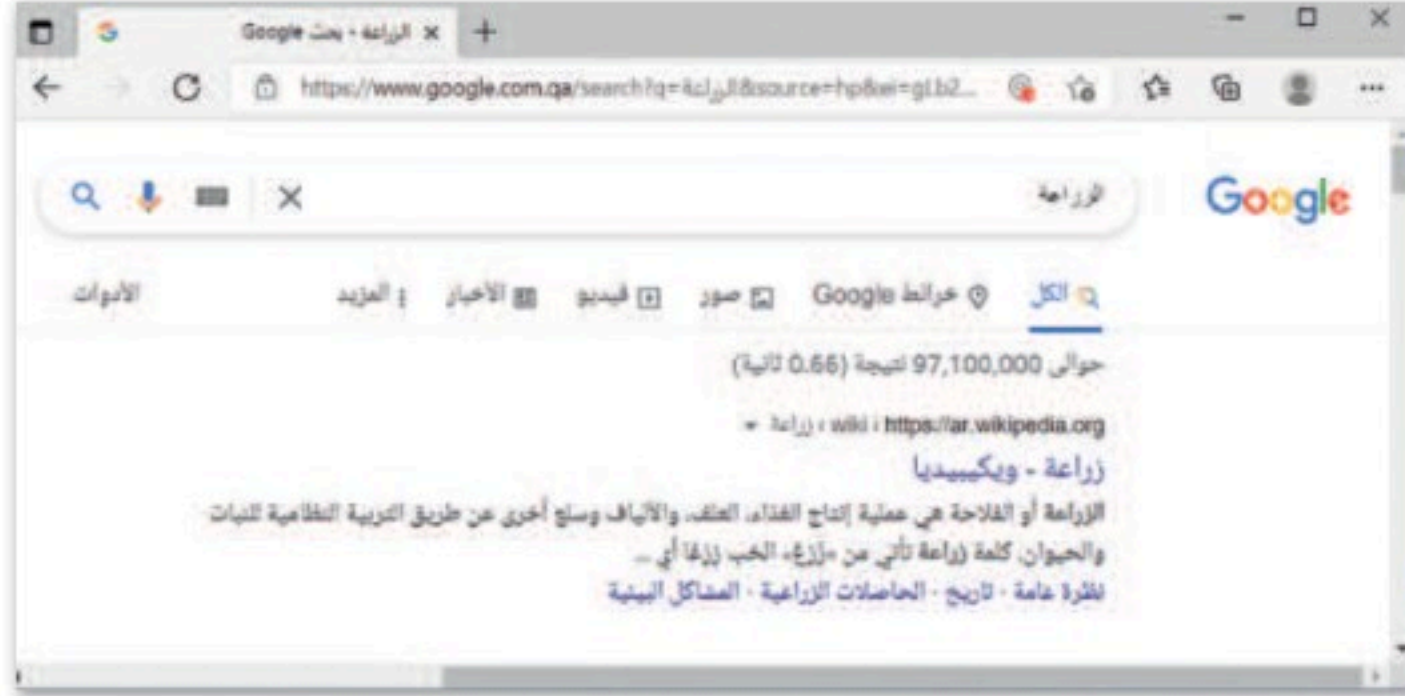 الزراعة - بحث Google
https://www.google.com.qa/search?q=الزراعة&source=hp&ei=gLb2...
الزراعة
Google
الكل خرائط Google صور فيديو الأخبار المزيد الأدوات
حوالى 97,100,000 نتيجة (0.66 ثانية)
https://ar.wikipedia.org › wiki › زراعة
زراعة - ويكيبيديا
الزراعة أو الفلاحة هي عملية إنتاج الغذاء، العلف، والألياف وسلع أخرى عن طريق التربية النظامية للنبات
والحيوان. كلمة زراعة تأتي من «زَرَعَ» الحب زرعًا أي ...
نظرة عامة · تاريخ · الحاصلات الزراعية · المشاكل البيئية